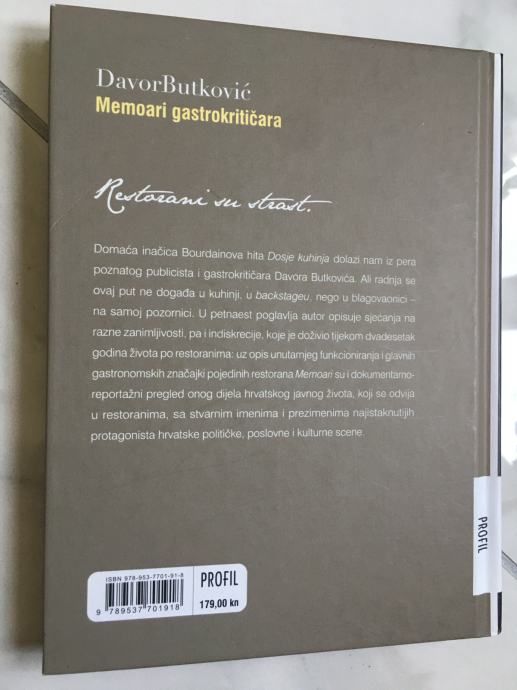 DavorButković
Memoari gastrokritičara
Restorani su strast.
Domaća inačica Bourdainova hita Dosje kuhinja dolazi nam iz pera
poznatog publicista i gastrokritičara Davora Butkovića. Ali radnja se
ovaj put ne događa u kuhinji, u backstageu, nego u blagovaonici –
na samoj pozornici. U petnaest poglavlja autor opisuje sjećanja na
razne zanimljivosti, pa i indiskrecije, koje je doživio tijekom dvadesetak
godina života po restoranima: uz opis unutarnjeg funkcioniranja i glavnih
gastronomskih značajki pojedinih restorana Memoari su i dokumentarno-
reportažni pregled onog dijela hrvatskog javnog života, koji se odvija
u restoranima, sa stvarnim imenima i prezimenima najistaknutijih
protagonista hrvatske političke, poslovne i kulturne scene.
PROFIL
ISBN 978-953-7701-91-8
9 789537 701918
PROFIL
179,00 kn